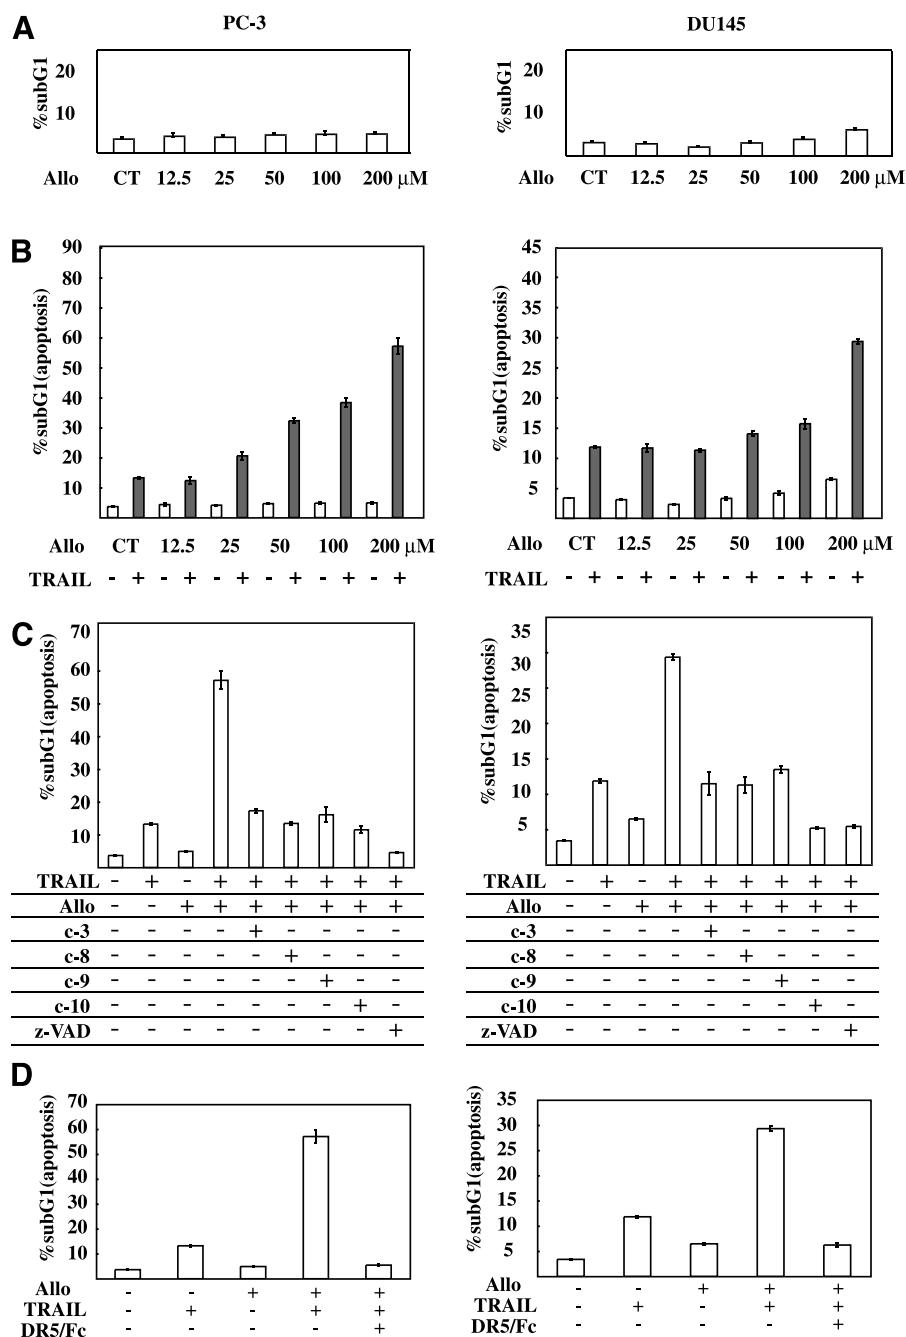 A
PC-3
DU145
%subG1
20
10
Allo CT 12.5 25 50 100 200 μM
%subG1
20
10
Allo CT 12.5 25 50 100 200 μM
B
%subG1(apoptosis)
90
80
70
60
50
40
30
20
10
Allo CT 12.5 25 50 100 200 μM
TRAIL - + - + - + - + - + - +
%subG1(apoptosis)
45
40
35
30
25
20
15
10
5
Allo CT 12.5 25 50 100 200 μM
TRAIL - + - + - + - + - + - +
C
%subG1(apoptosis)
70
60
50
40
30
20
10
TRAIL - + - + + + + + +
Allo - - + + + + + + +
c-3 - - - - + - - - -
c-8 - - - - - + - - -
c-9 - - - - - - + - -
c-10 - - - - - - - + -
z-VAD - - - - - - - - +
%subG1(apoptosis)
35
30
25
20
15
10
5
TRAIL - + - + + + + + +
Allo - - + + + + + + +
c-3 - - - - + - - - -
c-8 - - - - - + - - -
c-9 - - - - - - + - -
c-10 - - - - - - - + -
z-VAD - - - - - - - - +
D
%subG1(apoptosis)
70
60
50
40
30
20
10
Allo - - + + +
TRAIL - + - + +
DR5/Fc - - - - +
%subG1(apoptosis)
35
30
25
20
15
10
5
Allo - - + + +
TRAIL - + - + +
DR5/Fc - - - - +